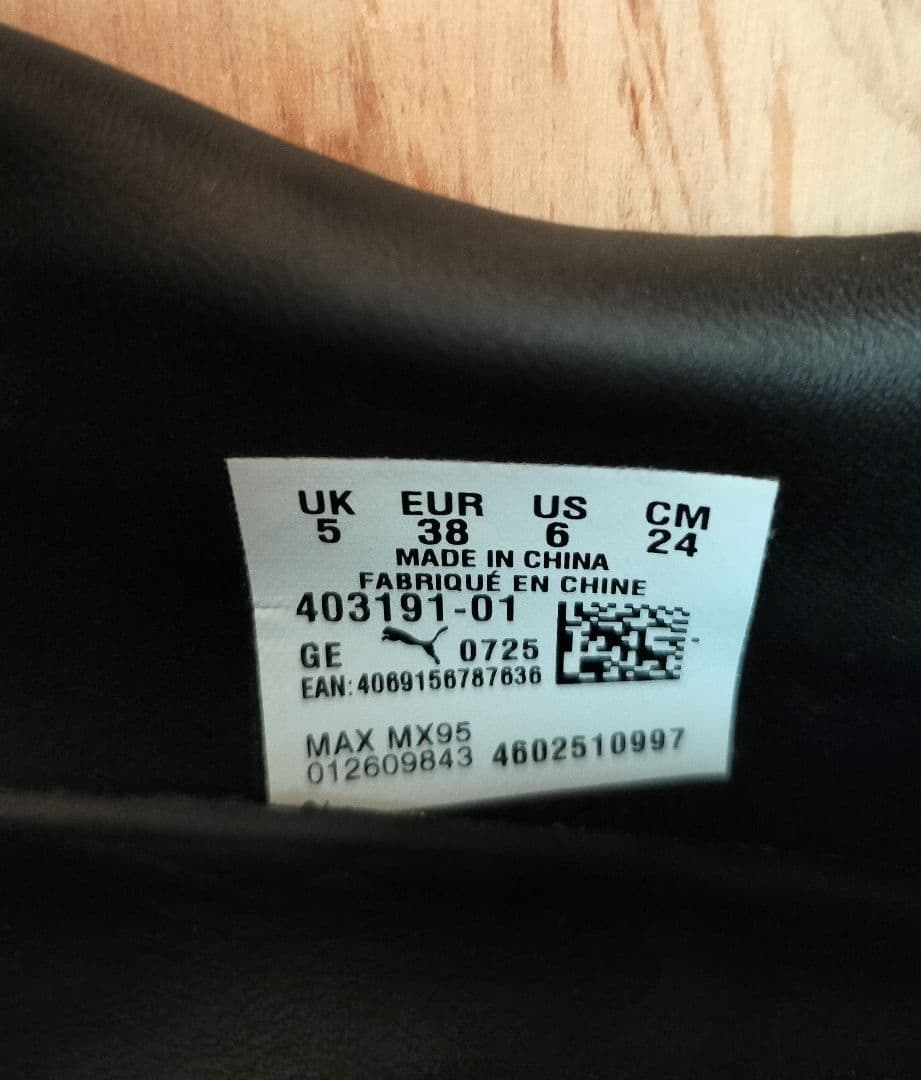 UK EUR US CM
5 38 6 24
MADE IN CHINA
FABRIQUÉ EN CHINE
403191-01
GE 0725
EAN:4069156787636
MAX MX95
012609843 4602510997